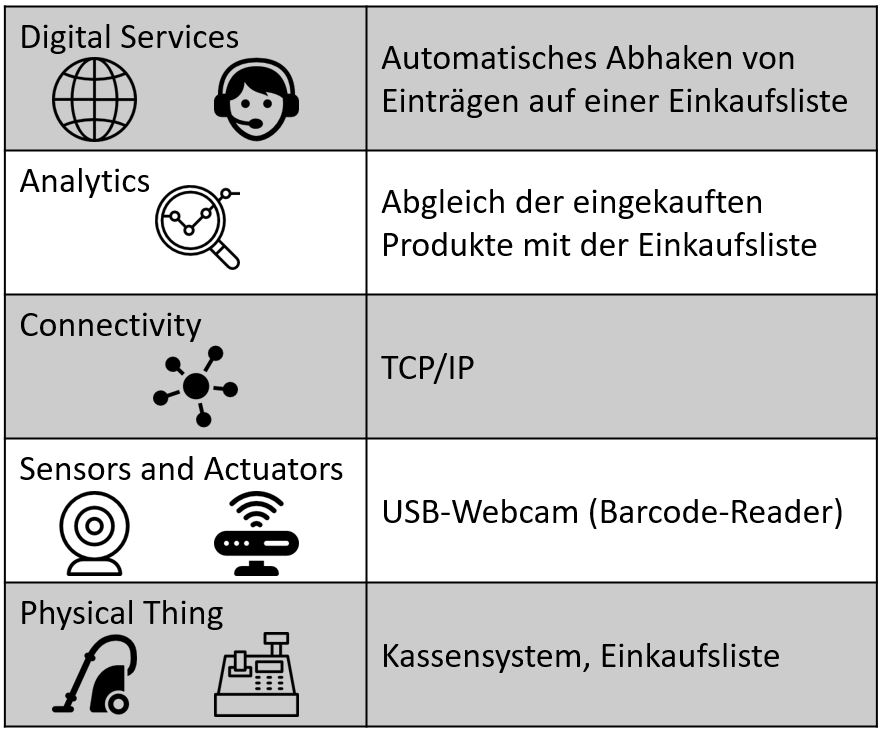 Digital Services
Automatisches Abhaken von
Einträgen auf einer Einkaufsliste
Analytics
Abgleich der eingekauften
Produkte mit der Einkaufsliste
Connectivity
TCP/IP
Sensors and Actuators
USB-Webcam (Barcode-Reader)
Physical Thing
Kassensystem, Einkaufsliste